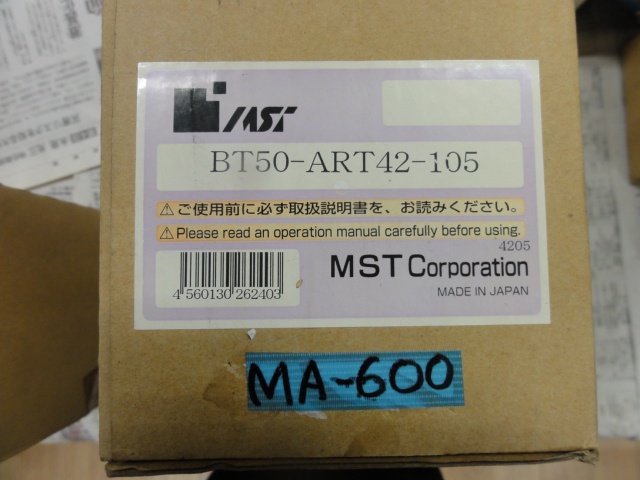 MST
BT50-ART42-105
⚠ご使用前に必ず取扱説明書を、お読みください。
⚠Please read an operation manual carefully before using.
4205
MST Corporation
MADE IN JAPAN
4 560130 262403
MA-600